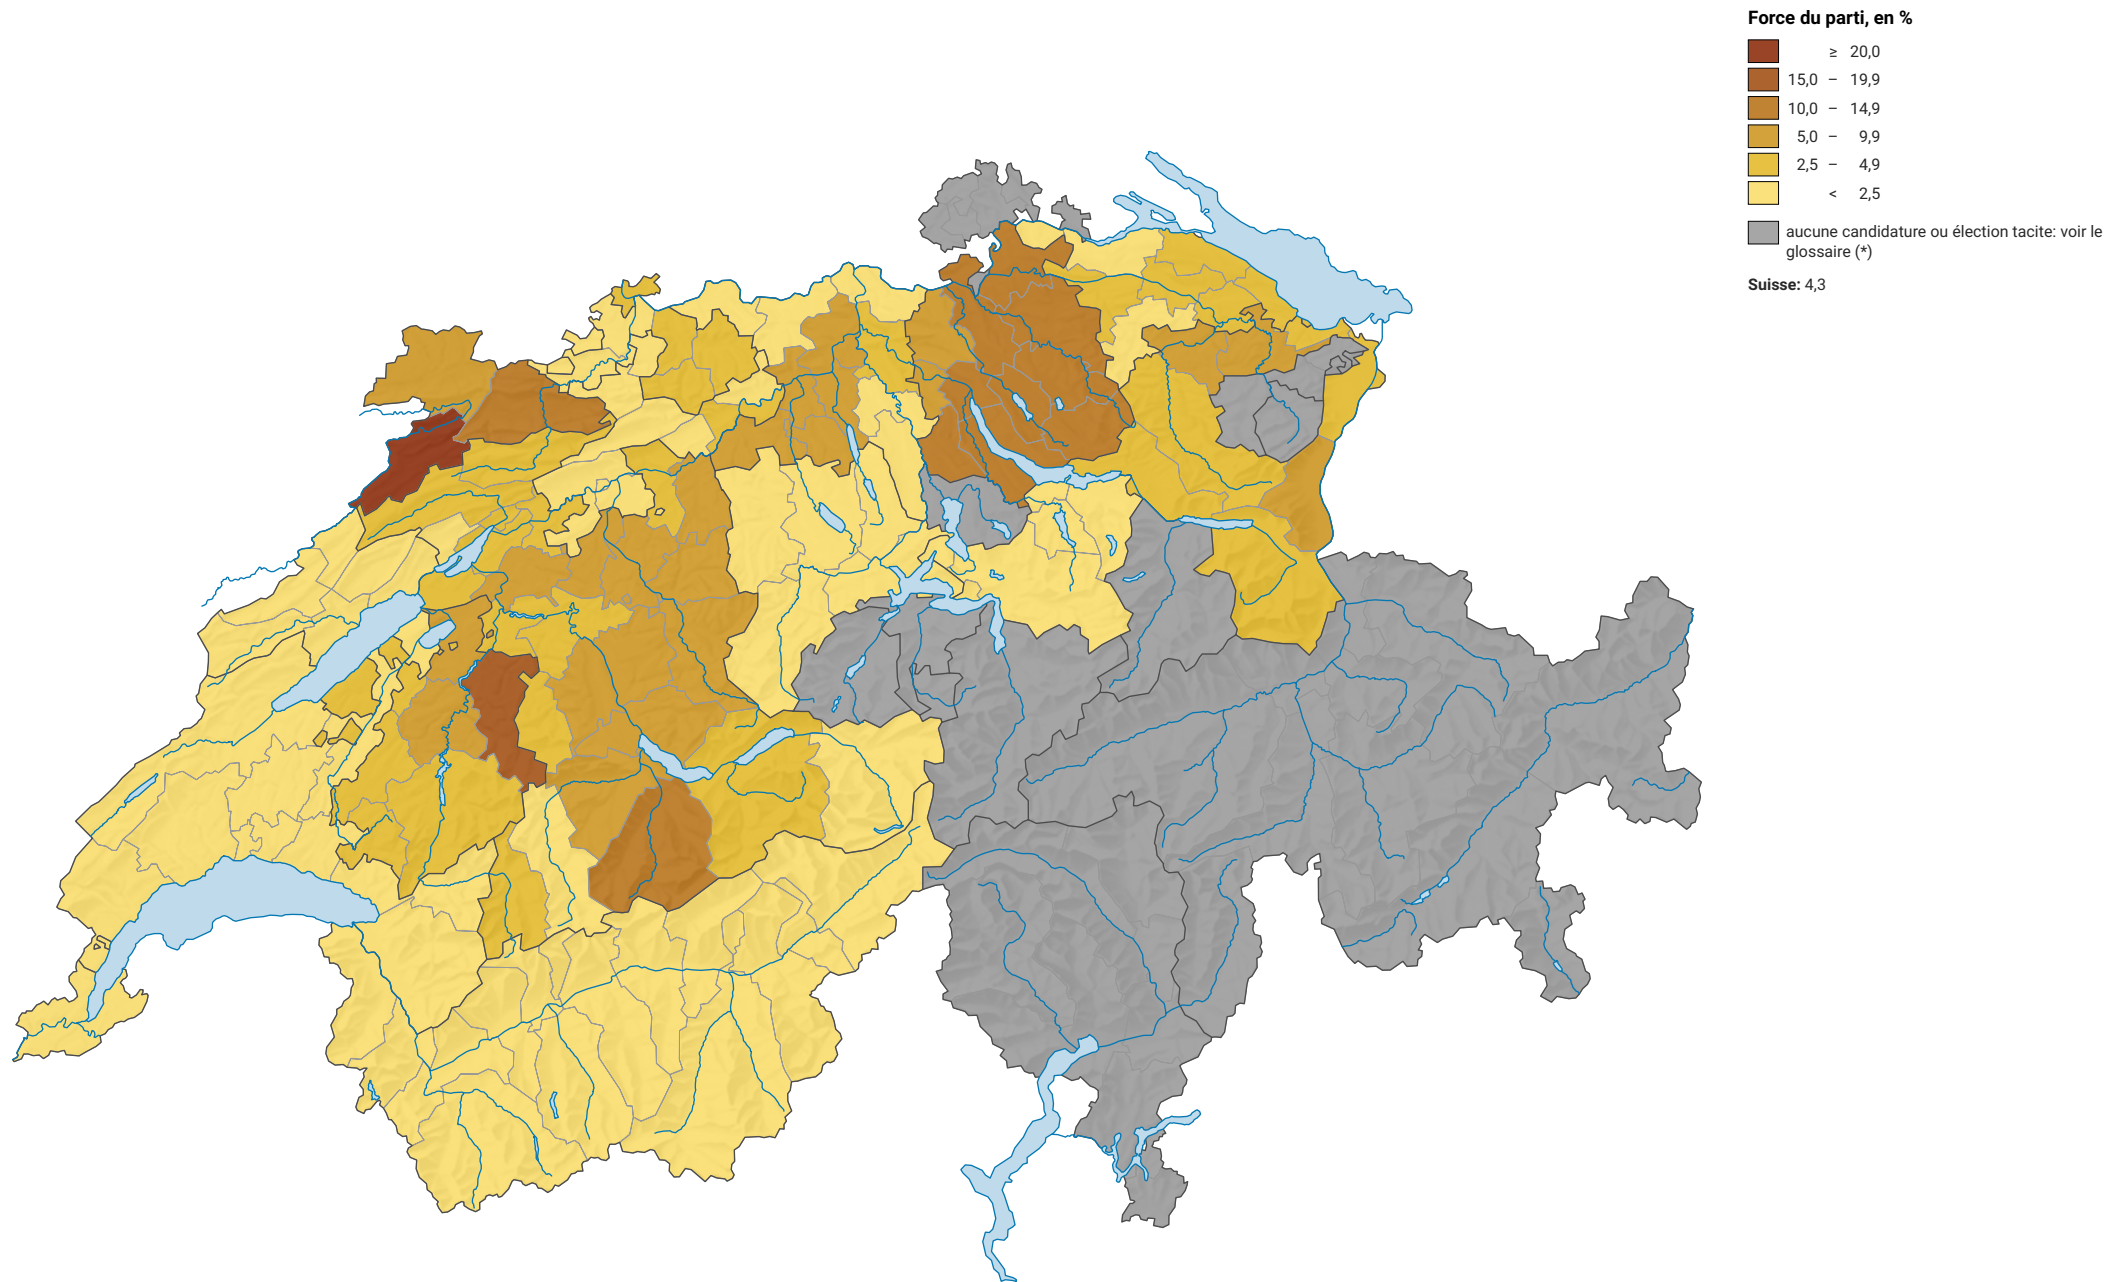 Force du parti, en %
≥ 20,0
15,0 – 19,9
10,0 – 14,9
5,0 – 9,9
2,5 – 4,9
< 2,5
aucune candidature ou élection tacite: voir le
glossaire (*)
Suisse: 4,3